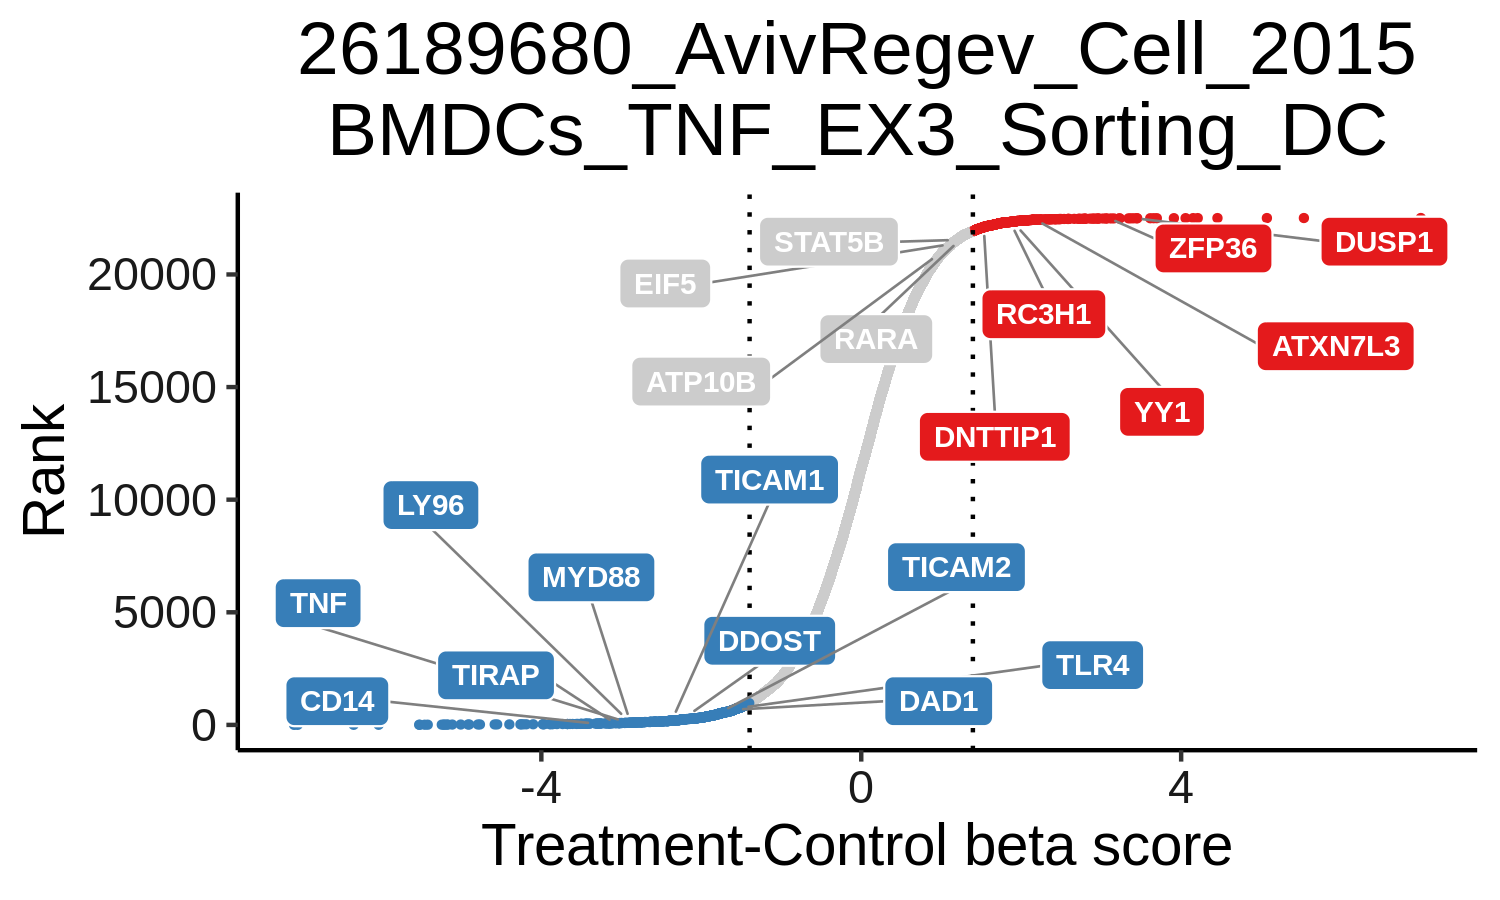 26189680_AvivRegev_Cell_2015
BMDCs_TNF_EX3_Sorting_DC
STAT5B
ZFP36
DUSP1
EIF5
20000
RC3H1
RARA
ATXN7L3
ATP10B
15000
YY1
DNTTIP1
TICAM1
LY96
10000
Rank
TICAM2
MYD88
TNF
5000
DDOST
TLR4
TIRAP
CD14
DAD1
0
-4
0
4
Treatment-Control beta score